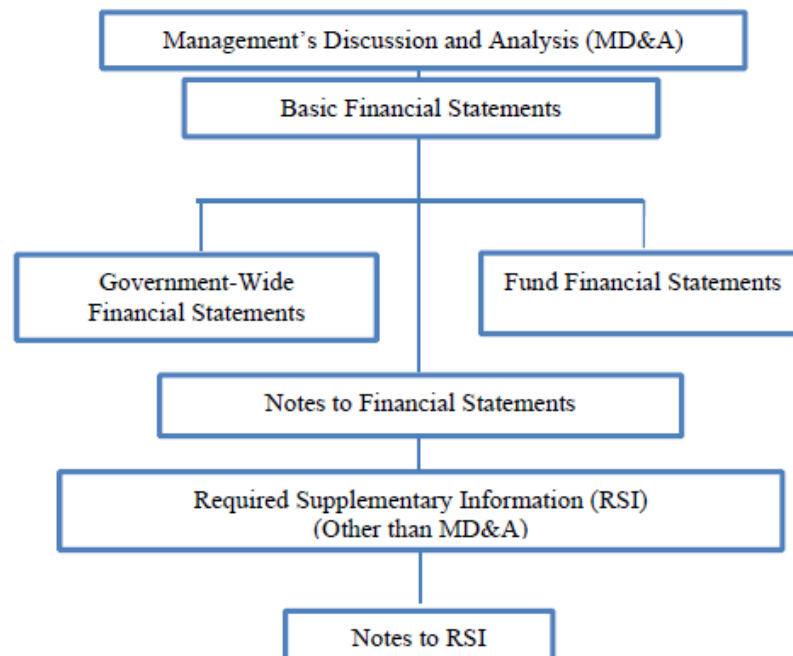 Management’s Discussion and Analysis (MD&A)
Basic Financial Statements
Government-Wide
Financial Statements
Fund Financial Statements
Notes to Financial Statements
Required Supplementary Information (RSI)
(Other than MD&A)
Notes to RSI